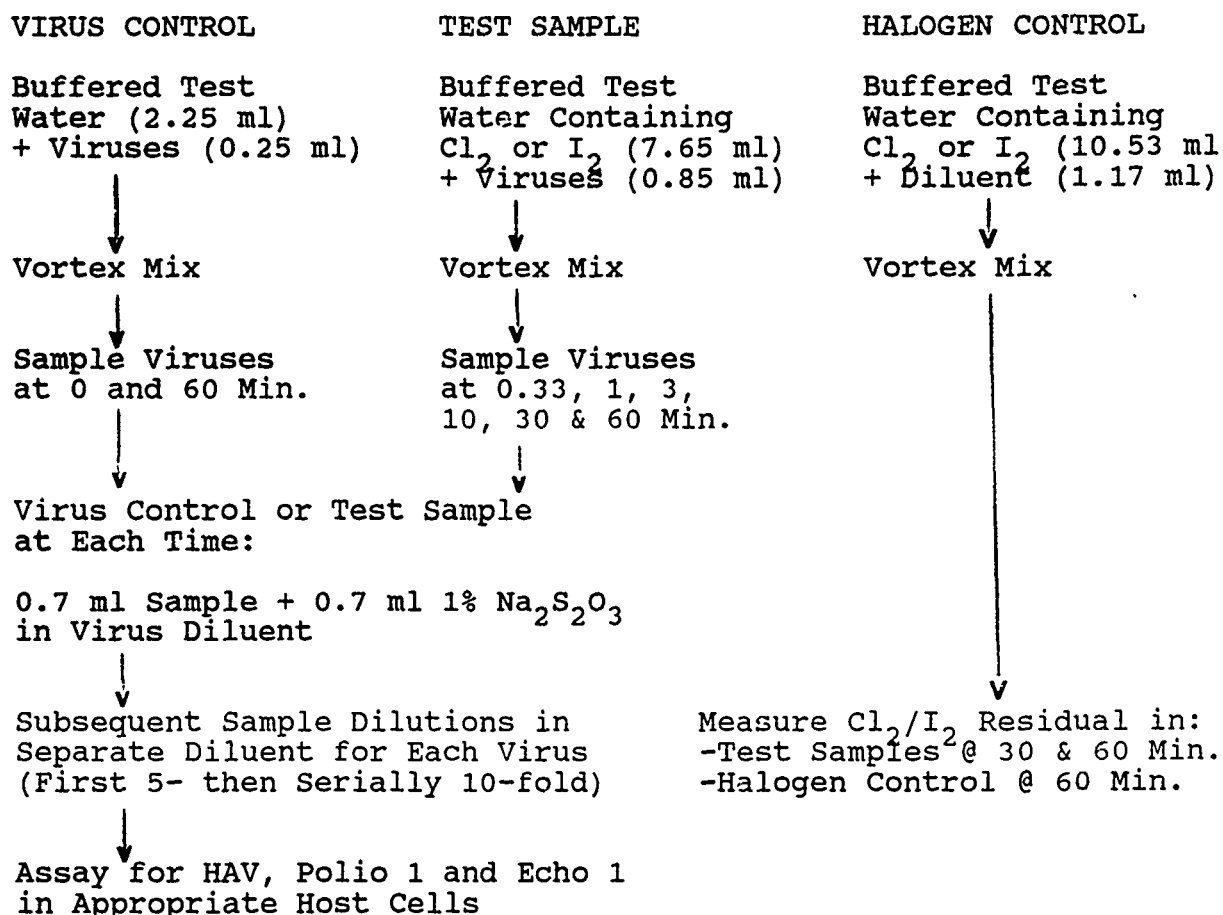 VIRUS CONTROL
Buffered Test
Water (2.25 ml)
+ Viruses (0.25 ml)
Vortex Mix
Sample Viruses
at 0 and 60 Min.
TEST SAMPLE
Buffered Test
Water Containing
Cl₂ or I₂ (7.65 ml)
+ Viruses (0.85 ml)
Vortex Mix
Sample Viruses
at 0.33, 1, 3,
10, 30 & 60 Min.
HALOGEN CONTROL
Buffered Test
Water Containing
Cl₂ or I₂ (10.53 ml
+ Diluent (1.17 ml)
Vortex Mix
Virus Control or Test Sample
at Each Time:
0.7 ml Sample + 0.7 ml 1% Na₂S₂O₃
in Virus Diluent
Subsequent Sample Dilutions in
Separate Diluent for Each Virus
(First 5- then Serially 10-fold)
Assay for HAV, Polio 1 and Echo 1
in Appropriate Host Cells
Measure Cl₂/I₂ Residual in:
-Test Samples @ 30 & 60 Min.
-Halogen Control @ 60 Min.